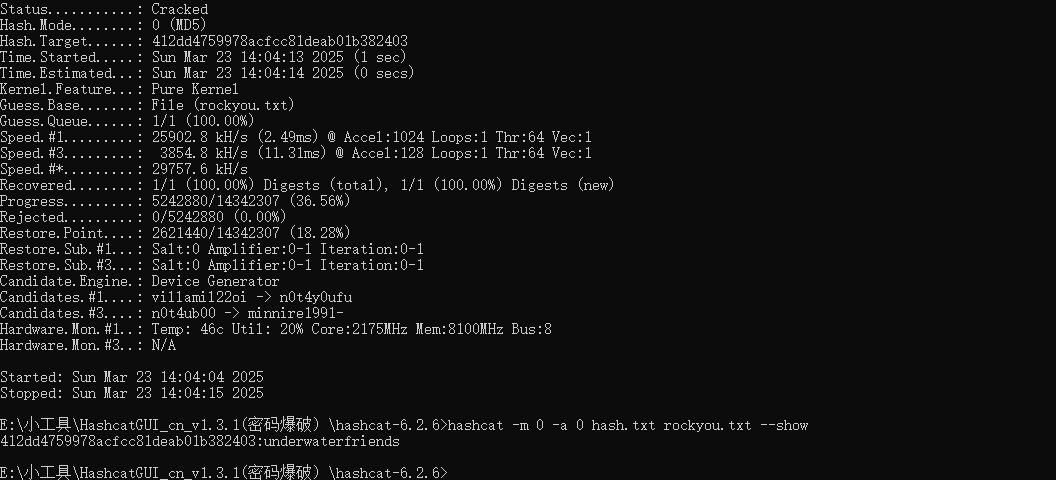 Status...........: Cracked
Hash.Mode........: 0 (MD5)
Hash.Target......: 412dd4759978acfcc81deab01b382403
Time.Started.....: Sun Mar 23 14:04:13 2025 (1 sec)
Time.Estimated...: Sun Mar 23 14:04:14 2025 (0 secs)
Kernel.Feature...: Pure Kernel
Guess.Base.......: File (rockyou.txt)
Guess.Queue......: 1/1 (100.00%)
Speed.#1.........: 25902.8 kH/s (2.49ms) @ Accel:1024 Loops:1 Thr:64 Vec:1
Speed.#3.........:  3854.8 kH/s (11.31ms) @ Accel:128 Loops:1 Thr:64 Vec:1
Speed.#*.........: 29757.6 kH/s
Recovered........: 1/1 (100.00%) Digests (total), 1/1 (100.00%) Digests (new)
Progress.........: 5242880/14342307 (36.56%)
Rejected.........: 0/5242880 (0.00%)
Restore.Point....: 2621440/14342307 (18.28%)
Restore.Sub.#1...: Salt:0 Amplifier:0-1 Iteration:0-1
Restore.Sub.#3...: Salt:0 Amplifier:0-1 Iteration:0-1
Candidate.Engine.: Device Generator
Candidates.#1....: villami122oi -> n0t4y0ufu
Candidates.#3....: n0t4ub00 -> minnire1991-
Hardware.Mon.#1..: Temp: 46c Util: 20% Core:2175MHz Mem:8100MHz Bus:8
Hardware.Mon.#3..: N/A
Started: Sun Mar 23 14:04:04 2025
Stopped: Sun Mar 23 14:04:15 2025
E:\小工具\HashcatGUI_cn_v1.3.1(密码爆破) \hashcat-6.2.6>hashcat -m 0 -a 0 hash.txt rockyou.txt --show
412dd4759978acfcc81deab01b382403:underwaterfriends
E:\小工具\HashcatGUI_cn_v1.3.1(密码爆破) \hashcat-6.2.6>